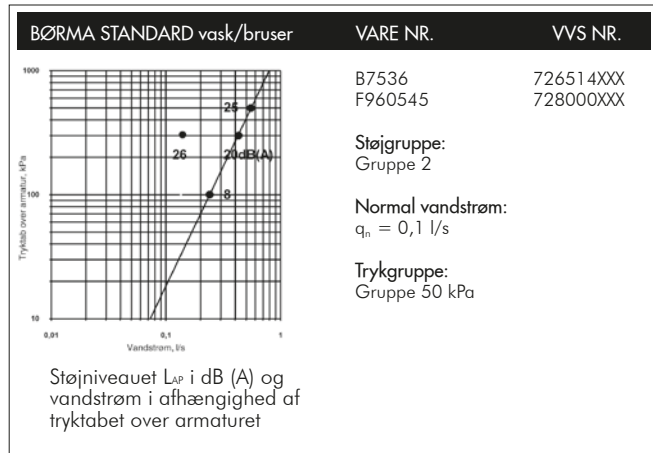 BØRMA STANDARD vask/bruser VARE NR. VVS NR.
1000
100
10
Tryktab over armatur, kPa
25
26 20dB(A)
8
0,01 0,1 1
Vandstrøm, l/s
Støjniveauet LAP i dB (A) og
vandstrøm i afhængighed af
tryktabet over armaturet
B7536 726514XXX
F960545 728000XXX
Støjgruppe:
Gruppe 2
Normal vandstrøm:
qn = 0,1 l/s
Trykgruppe:
Gruppe 50 kPa